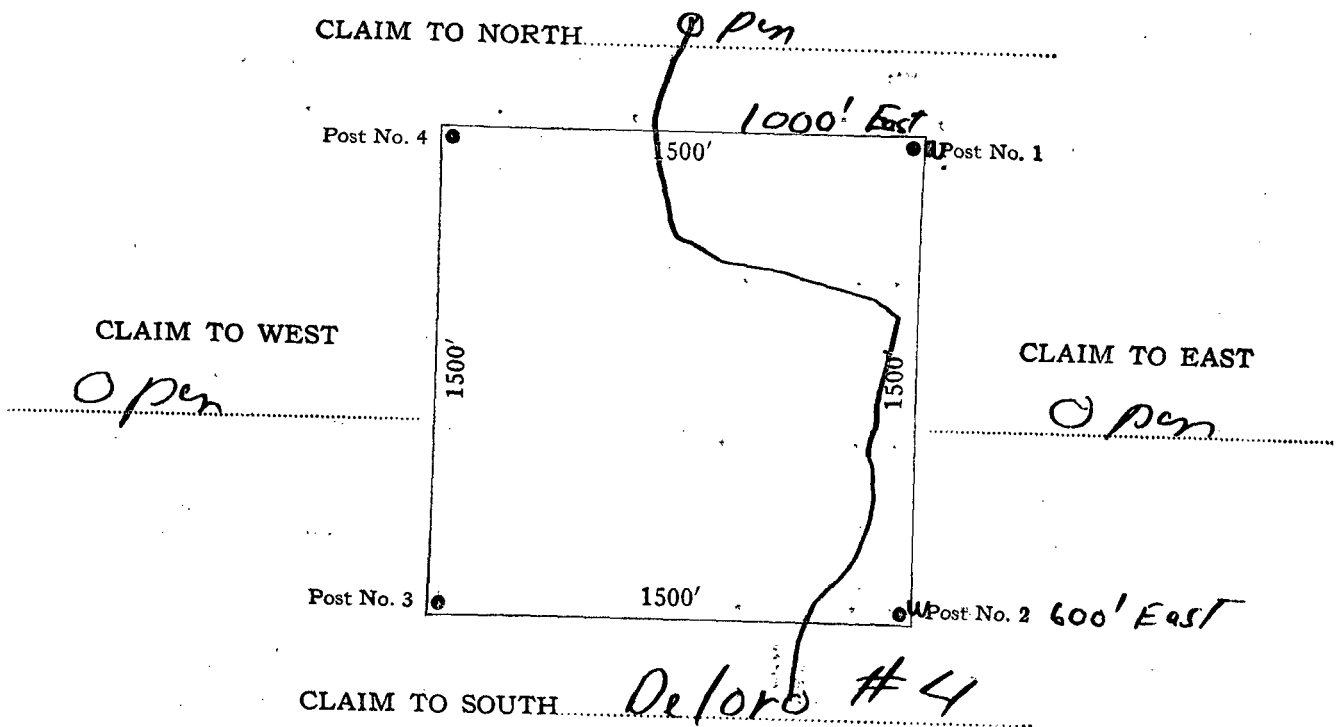 CLAIM TO NORTH Open
1000' East
Post No. 4 1500' W Post No. 1
CLAIM TO WEST
Open
1500'
1500'
CLAIM TO EAST
Open
Post No. 3 1500' W Post No. 2 600' East
CLAIM TO SOUTH Deloro #4